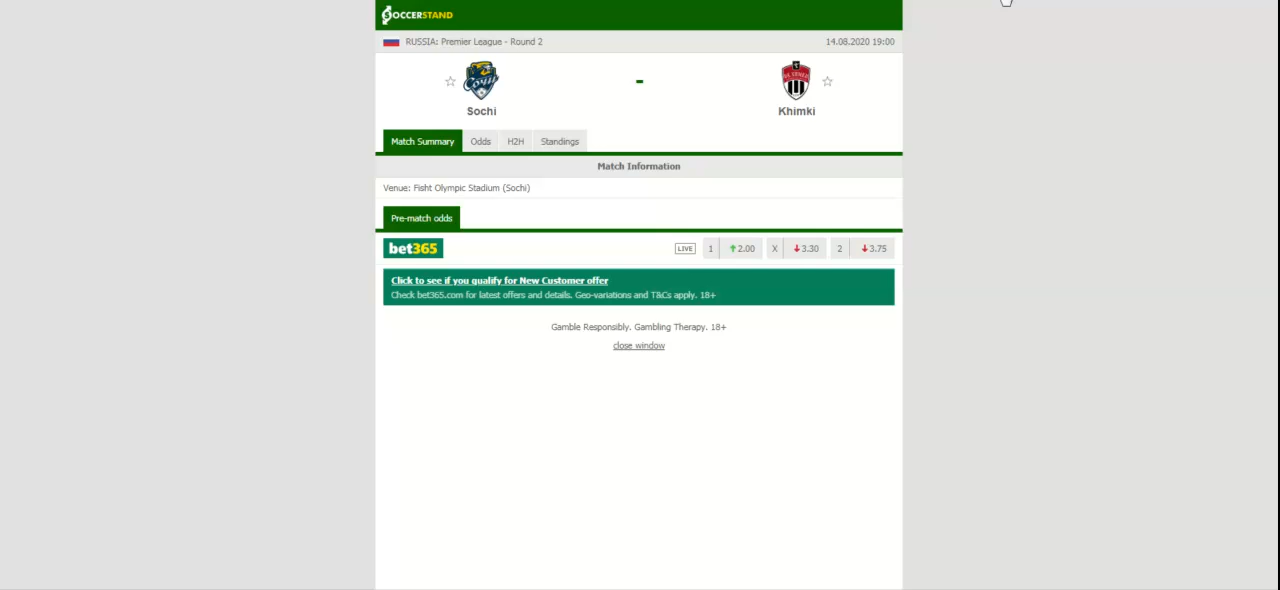 SOCCERSTAND
RUSSIA: Premier League - Round 2
14.08.2020 19:00
-
Sochi
Khimki
Match Summary
Odds
H2H
Standings
Match Information
Venue: Fisht Olympic Stadium (Sochi)
Pre-match odds
bet365
LIVE
1
2.00
X
3.30
2
3.75
Click to see if you qualify for New Customer offer
Check bet365.com for latest offers and details. Geo-variations and T&Cs apply. 18+
Gamble Responsibly. Gambling Therapy. 18+
close window